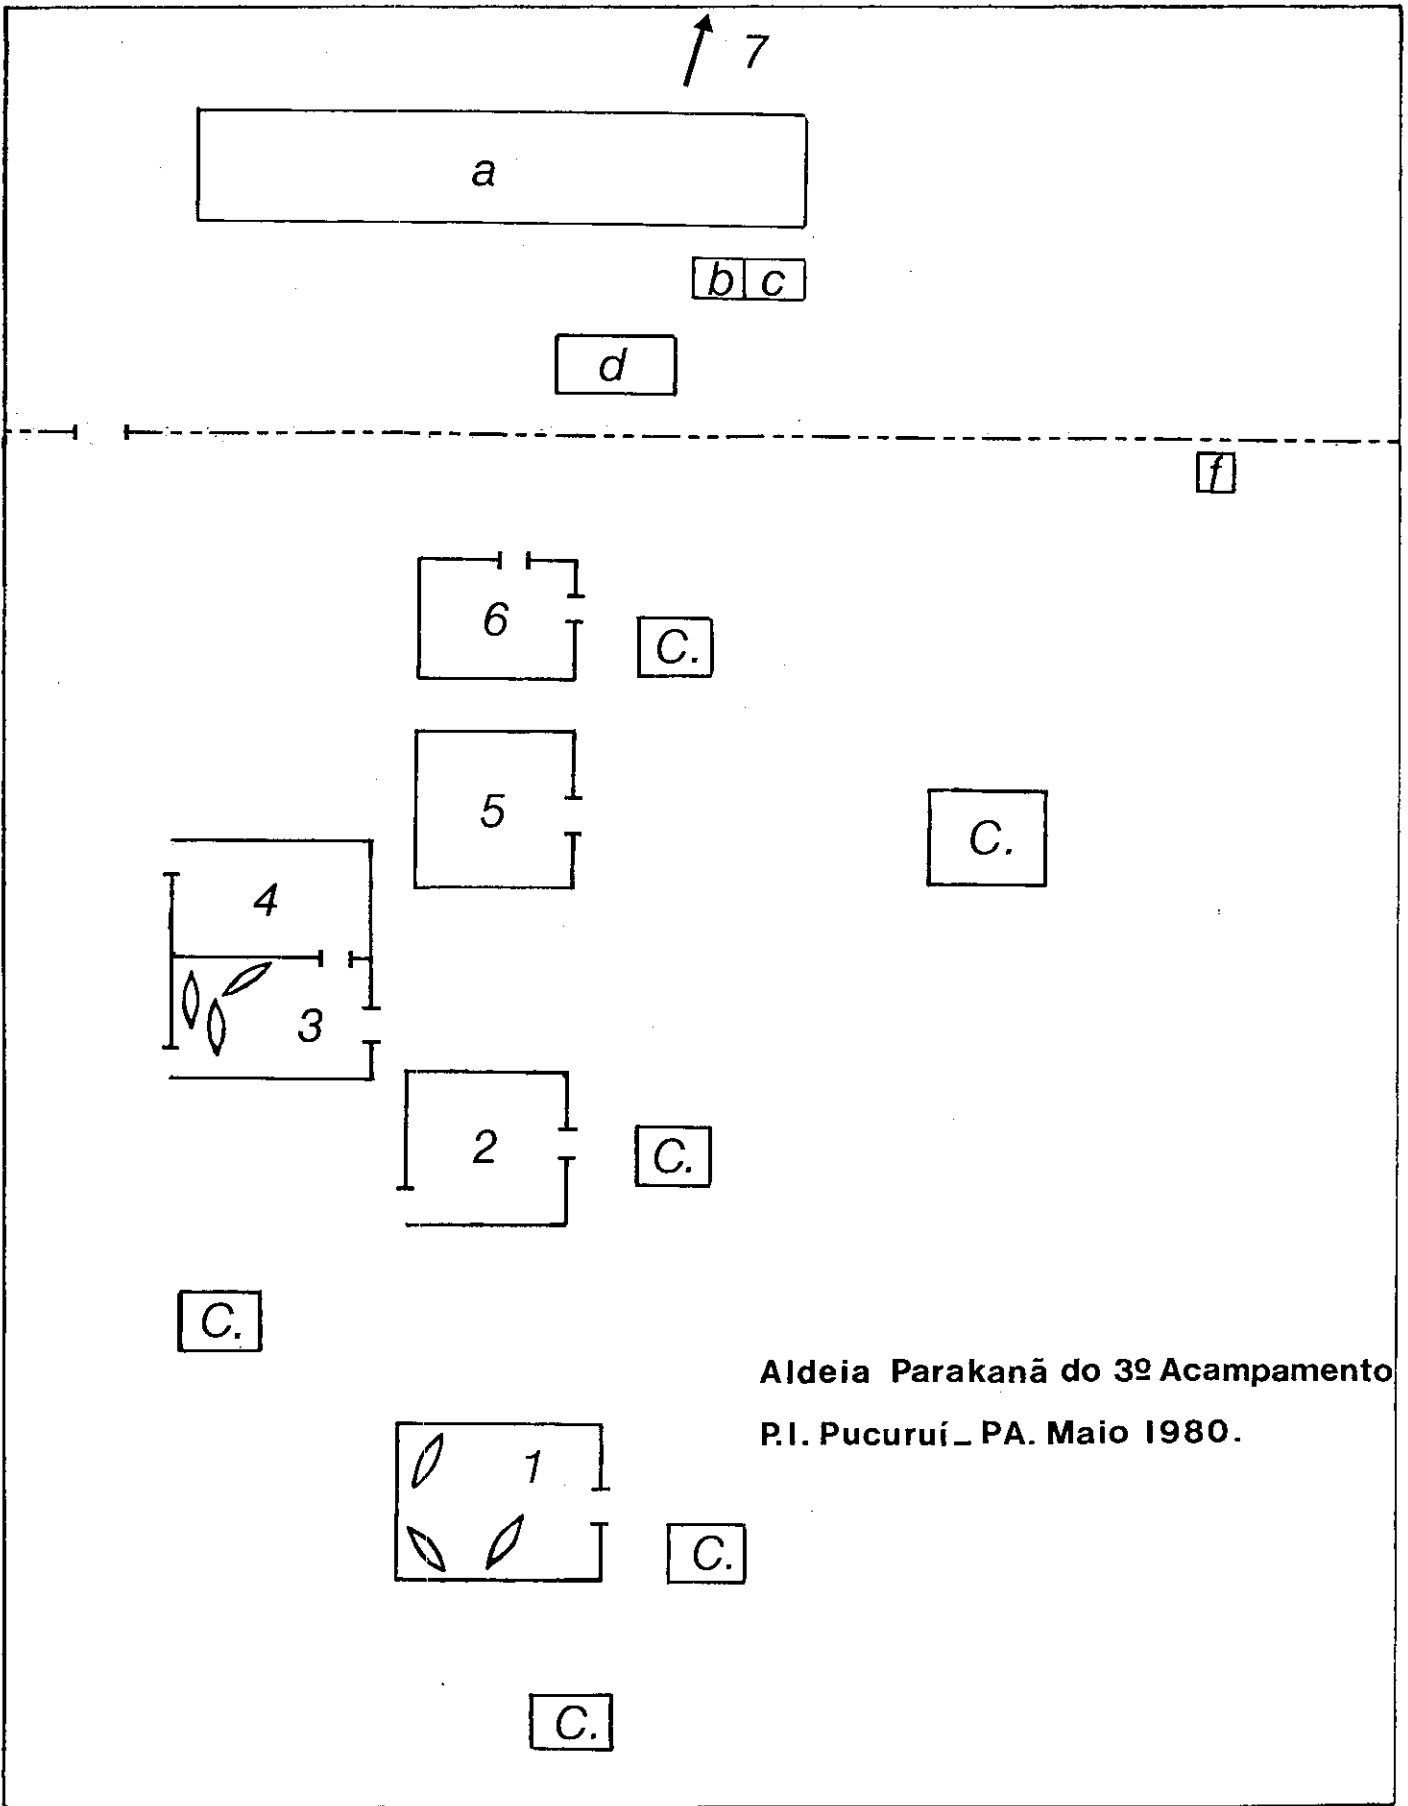 7
a
b c
d
f
6
C.
5
C.
4
3
2
C.
C.
Aldeia Parakanã do 3º Acampamento
P.I. Pucuruí - PA. Maio 1980.
1
C.
C.